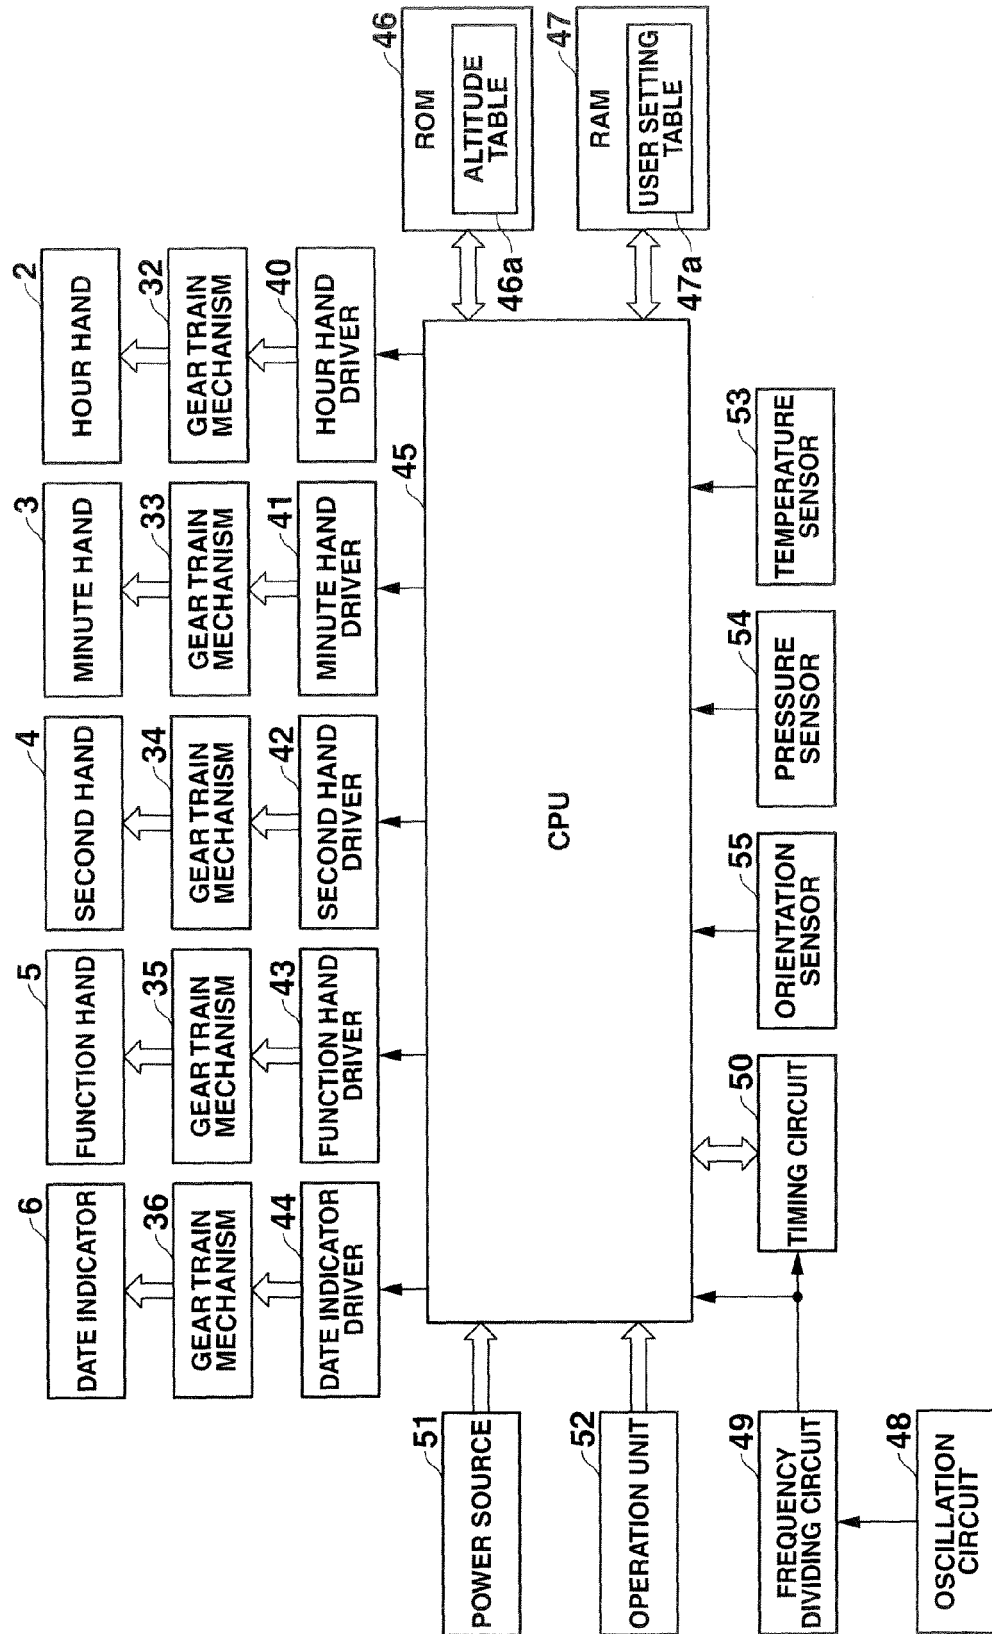 6
DATE INDICATOR
5
FUNCTION HAND
4
SECOND HAND
3
MINUTE HAND
2
HOUR HAND
36
GEAR TRAIN
MECHANISM
35
GEAR TRAIN
MECHANISM
34
GEAR TRAIN
MECHANISM
33
GEAR TRAIN
MECHANISM
32
GEAR TRAIN
MECHANISM
44
DATE INDICATOR
DRIVER
43
FUNCTION HAND
DRIVER
42
SECOND HAND
DRIVER
41
MINUTE HAND
DRIVER
40
HOUR HAND
DRIVER
45
CPU
46
ROM
ALTITUDE
TABLE
46a
47
RAM
USER SETTING
TABLE
47a
51
POWER SOURCE
52
OPERATION UNIT
49
FREQUENCY
DIVIDING CIRCUIT
48
OSCILLATION
CIRCUIT
50
TIMING CIRCUIT
55
ORIENTATION
SENSOR
54
PRESSURE
SENSOR
53
TEMPERATURE
SENSOR